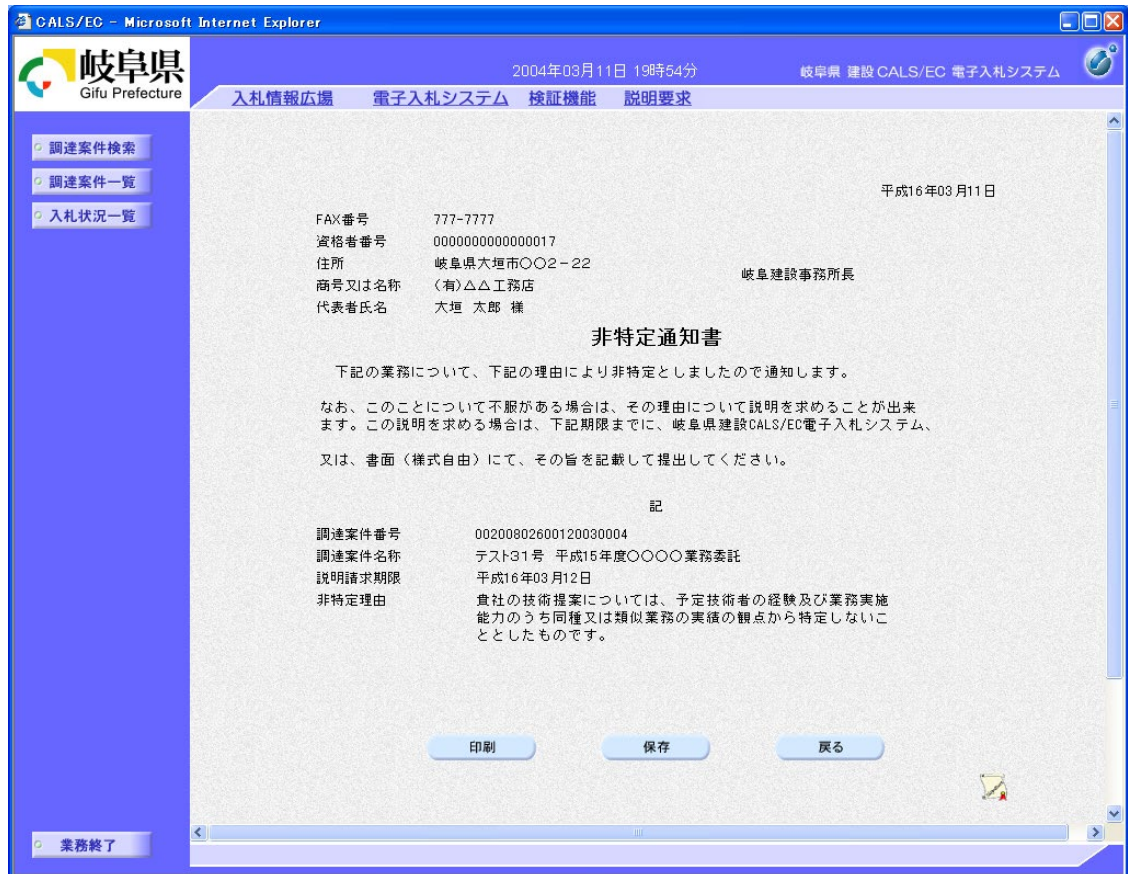 CALS/EC - Microsoft Internet Explorer
岐阜県
Gifu Prefecture
2004年03月11日 19時54分
岐阜県 建設CALS/EC 電子入札システム
入札情報広場 電子入札システム 検証機能 説明要求
調達案件検索
調達案件一覧
入札状況一覧
平成16年03月11日
FAX番号 777-7777
資格者番号 0000000000000017
住所 岐阜県大垣市○○2-22
岐阜建設事務所長
商号又は名称 (有)△△工務店
代表者氏名 大垣 太郎 様
非特定通知書
下記の業務について、下記の理由により非特定としましたので通知します。
なお、このことについて不服がある場合は、その理由について説明を求めることが出来
ます。この説明を求める場合は、下記期限までに、岐阜県建設CALS/EC電子入札システム、
又は、書面(様式自由)にて、その旨を記載して提出してください。
記
調達案件番号 00200802600120030004
調達案件名称 テスト31号 平成15年度○○○○業務委託
説明請求期限 平成16年03月12日
非特定理由 貴社の技術提案については、予定技術者の経験及び業務実施
能力のうち同種又は類似業務の実績の観点から特定しないこ
ととしたものです。
印刷 保存 戻る
業務終了